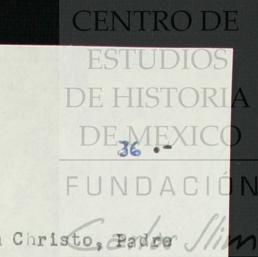 CENTRO DE
ESTUDIOS
DE HISTORIA
DE MEXICO
36 .-
FUNDACIÓN
Carlos Slim
Christo, Padre